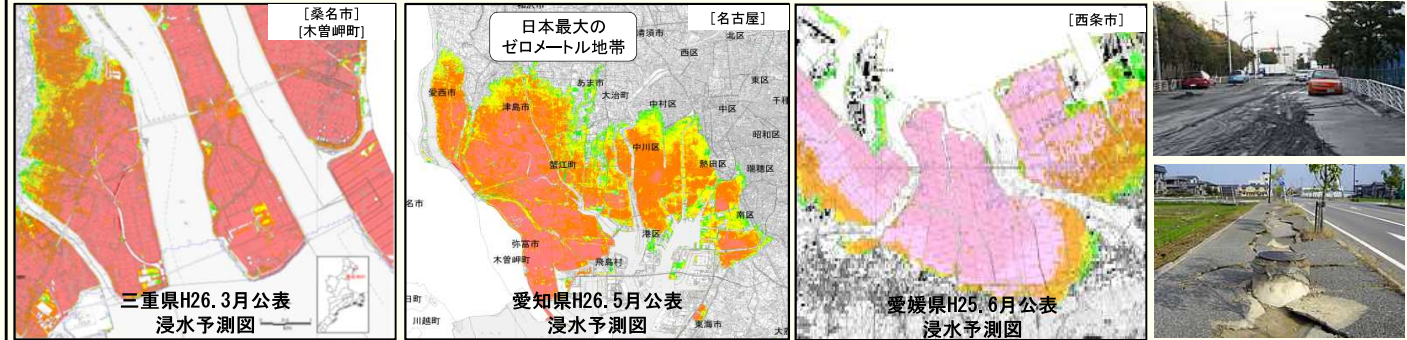 [桑名市]
[木曽岬町]
三重県H26.3月公表
浸水予測図
日本最大の
ゼロメートル地帯
[名古屋]
清須市
北区
西区
東区
あま市
大治町
中村区
中区
千種
愛西市
津島市
昭和区
中川区
蟹江町
熱田区
瑞穂区
名市
南区
港区
弥富市
木曽岬町
飛島村
日町
川越町
東海市
大府
愛知県H26.5月公表
浸水予測図
[西条市]
愛媛県H25.6月公表
浸水予測図